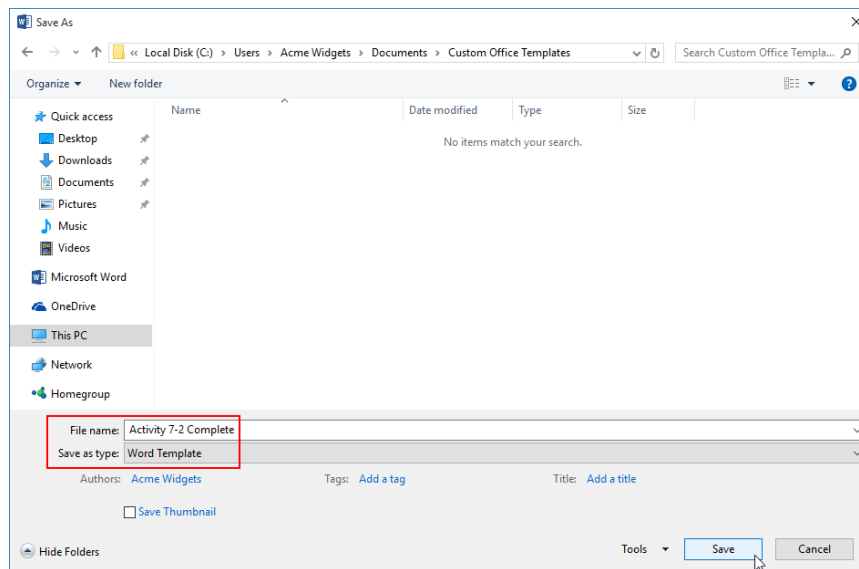 Save As
« Local Disk (C:) › Users › Acme Widgets › Documents › Custom Office Templates
Search Custom Office Templa...
Organize
New folder
Name
Date modified
Type
Size
No items match your search.
Quick access
Desktop
Downloads
Documents
Pictures
Music
Videos
Microsoft Word
OneDrive
This PC
Network
Homegroup
File name: Activity 7-2 Complete
Save as type: Word Template
Authors: Acme Widgets
Tags: Add a tag
Title: Add a title
Save Thumbnail
Hide Folders
Tools
Save
Cancel